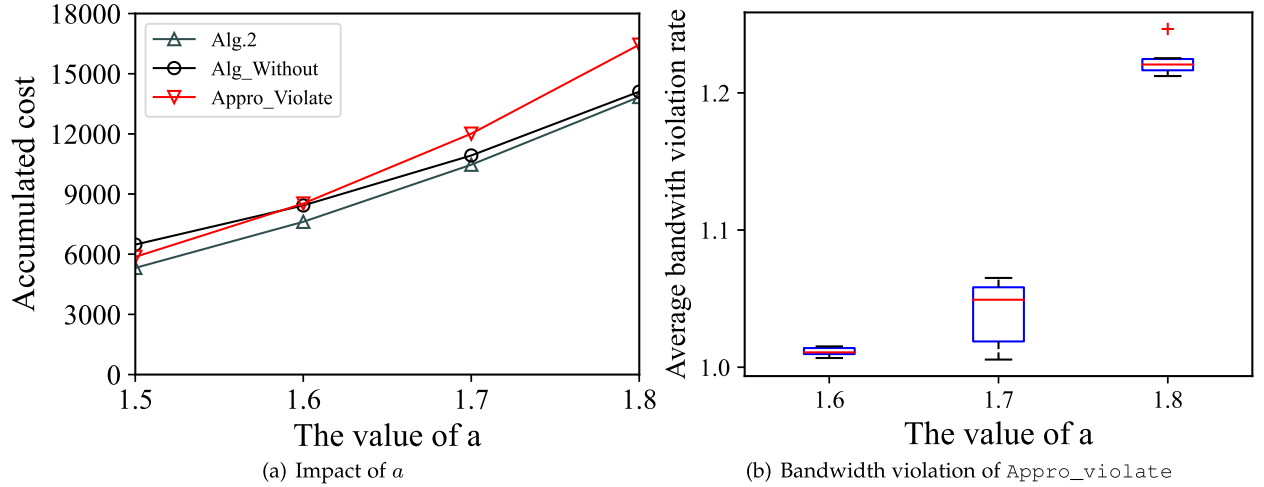 18000
15000
12000
9000
6000
3000
0
Accumulated cost
Alg.2
Alg_Without
Appro_Violate
1.5 1.6 1.7 1.8
The value of a
(a) Impact of a
Average bandwith violation rate
1.2
1.1
1.0
1.6 1.7 1.8
The value of a
(b) Bandwidth violation of Appro_violate